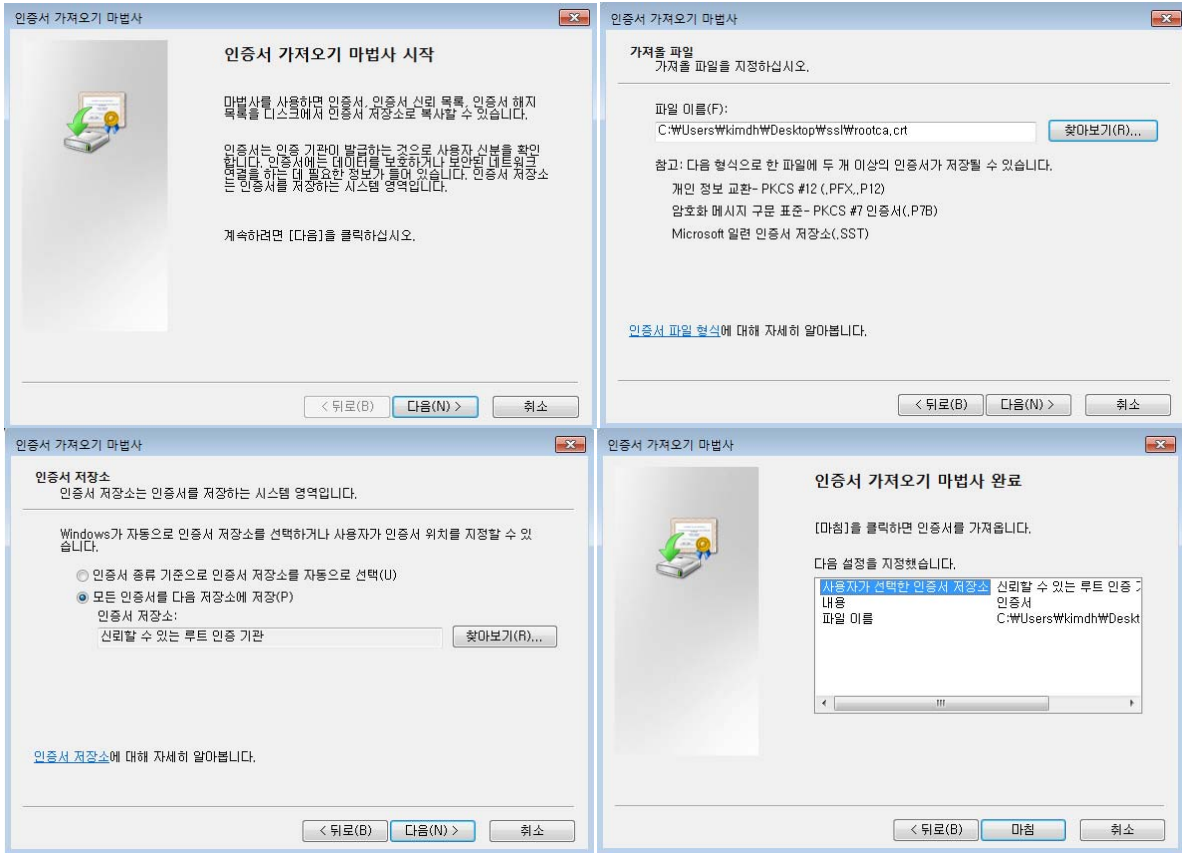 인증서 가져오기 마법사
인증서 가져오기 마법사 시작
마법사를 사용하면 인증서, 인증서 신뢰 목록, 인증서 해지
목록을 디스크에서 인증서 저장소로 복사할 수 있습니다.
인증서는 인증 기관이 발급하는 것으로 사용자 신분을 확인
합니다. 인증서에는 데이터를 보호하거나 보안된 네트워크
연결을 하는 데 필요한 정보가 들어 있습니다. 인증서 저장소
는 인증서를 저장하는 시스템 영역입니다.
계속하려면 [다음]을 클릭하십시오.
< 뒤로(B) 다음(N) > 취소
인증서 가져오기 마법사
가져올 파일
가져올 파일을 지정하십시오.
파일 이름(F):
C:₩Users₩kimdh₩Desktop₩ssl₩rootca.crt 찾아보기(R)...
참고: 다음 형식으로 한 파일에 두 개 이상의 인증서가 저장될 수 있습니다.
개인 정보 교환- PKCS #12 (.PFX,.P12)
암호화 메시지 구문 표준- PKCS #7 인증서(.P7B)
Microsoft 일련 인증서 저장소(.SST)
인증서 파일 형식에 대해 자세히 알아봅니다.
< 뒤로(B) 다음(N) > 취소
인증서 가져오기 마법사
인증서 저장소
인증서 저장소는 인증서를 저장하는 시스템 영역입니다.
Windows가 자동으로 인증서 저장소를 선택하거나 사용자가 인증서 위치를 지정할 수 있
습니다.
인증서 종류 기준으로 인증서 저장소를 자동으로 선택(U)
모든 인증서를 다음 저장소에 저장(P)
인증서 저장소:
신뢰할 수 있는 루트 인증 기관 찾아보기(R)...
인증서 저장소에 대해 자세히 알아봅니다.
< 뒤로(B) 다음(N) > 취소
인증서 가져오기 마법사
인증서 가져오기 마법사 완료
[마침]을 클릭하면 인증서를 가져옵니다.
다음 설정을 지정했습니다.
사용자가 선택한 인증서 저장소 신뢰할 수 있는 루트 인증
내용 인증서
파일 이름 C:₩Users₩kimdh₩Deskt
< 뒤로(B) 마침 취소